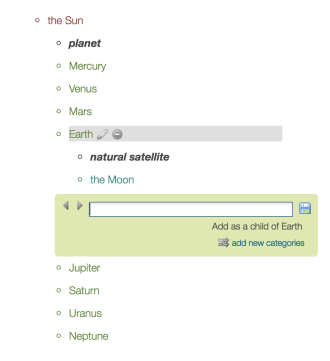 the Sun
planet
Mercury
Venus
Mars
Earth
natural satellite
the Moon
Add as a child of Earth
add new categories
Jupiter
Saturn
Uranus
Neptune